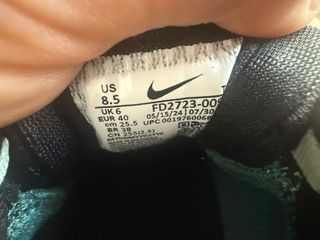 US
8.5
UK 6
EUR 40
cm 25.5
BR 38
CN 255(2.5)
FD2723-00
05/15/24 07/30
UPC 0019760068